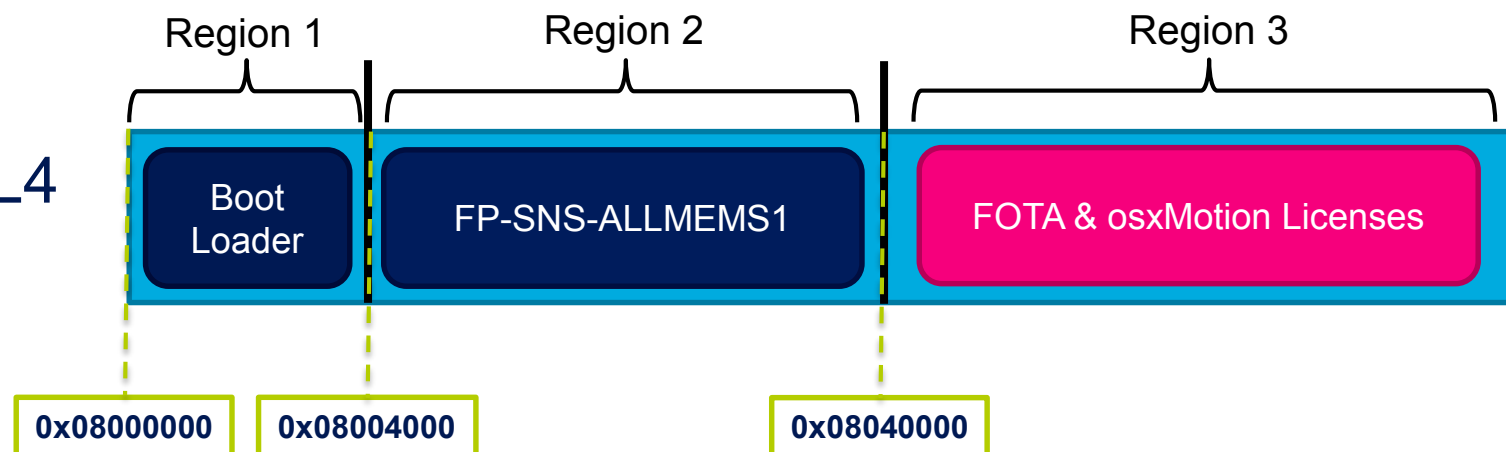 Region 1
Region 2
Region 3
_4
Boot
Loader
FP-SNS-ALLMEMS1
FOTA & osxMotion Licenses
0x08000000
0x08004000
0x08040000